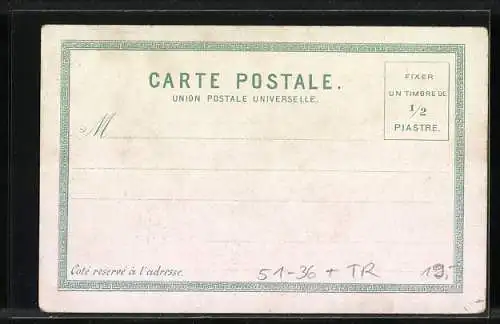 CARTE POSTALE.
UNION POSTALE UNIVERSELLE.
FIXER
UN TIMBRE DE
1/2
PIASTRE.
M
Coté reservé à l'adresse.
51-36 + TR 19.-